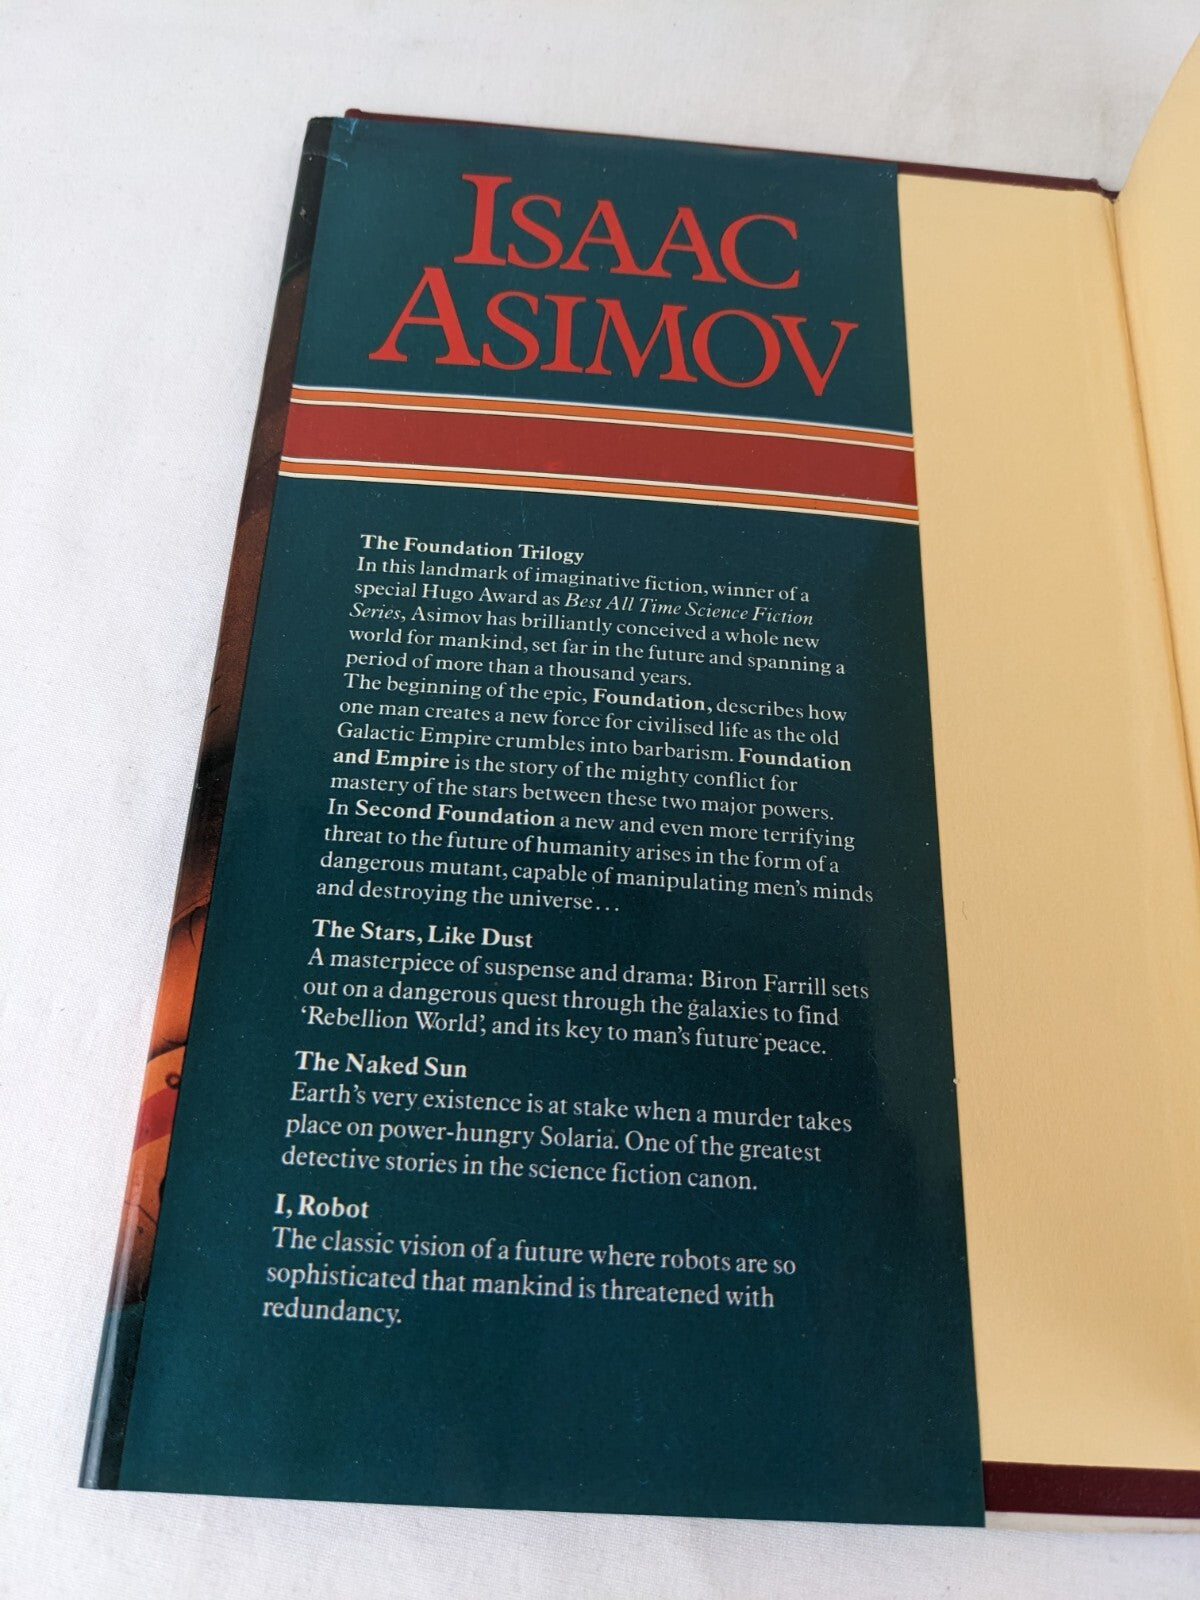 ISAAC
ASIMOV
The Foundation Trilogy
In this landmark of imaginative fiction, winner of a
special Hugo Award as Best All Time Science Fiction
Series, Asimov has brilliantly conceived a whole new
world for mankind, set far in the future and spanning a
period of more than a thousand years.
The beginning of the epic, Foundation, describes how
one man creates a new force for civilised life as the old
Galactic Empire crumbles into barbarism. Foundation
and Empire is the story of the mighty conflict for
mastery of the stars between these two major powers.
In Second Foundation a new and even more terrifying
threat to the future of humanity arises in the form of a
dangerous mutant, capable of manipulating men's minds
and destroying the universe...
The Stars, Like Dust
A masterpiece of suspense and drama: Biron Farrill sets
out on a dangerous quest through the galaxies to find
'Rebellion World', and its key to man's future peace.
The Naked Sun
Earth's very existence is at stake when a murder takes
place on power-hungry Solaria. One of the greatest
detective stories in the science fiction canon.
I, Robot
The classic vision of a future where robots are so
sophisticated that mankind is threatened with
redundancy.